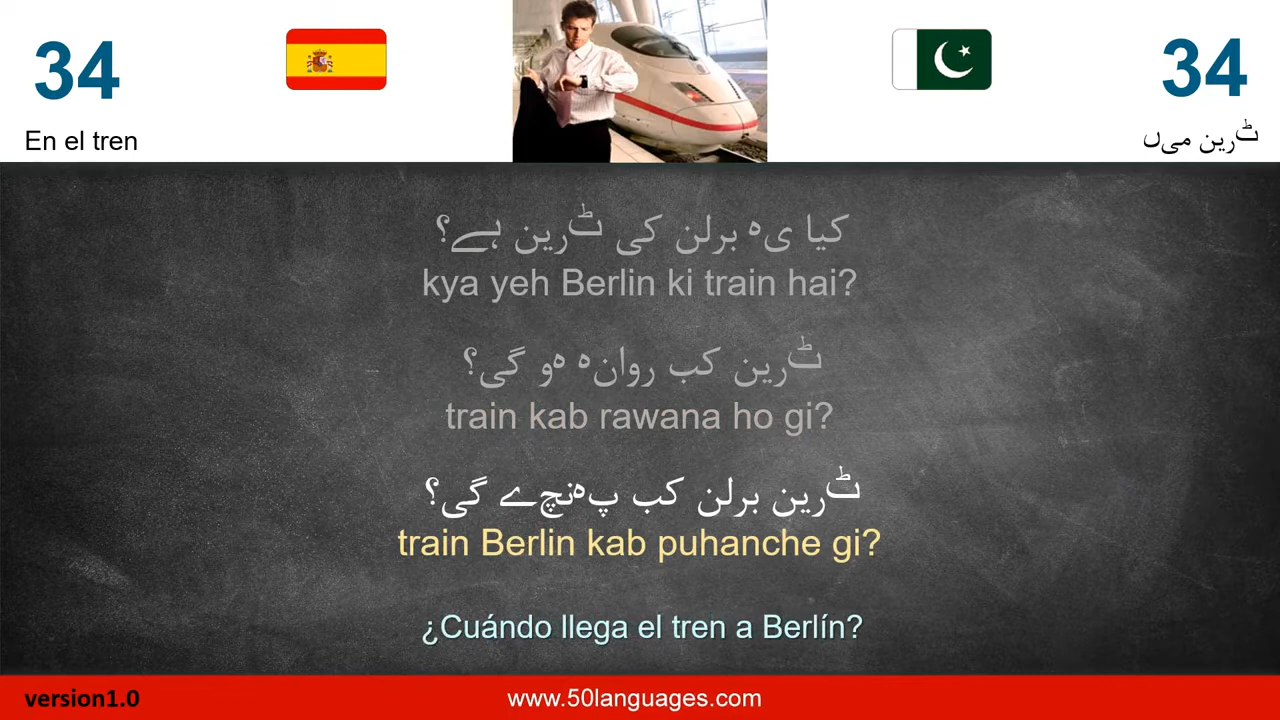 34
34
En el tren
ٹرین میں
کیا یہ برلن کی ٹرین ہے؟
kya yeh Berlin ki train hai?
ٹرین کب روانہ ہو گی؟
train kab rawana ho gi?
ٹرین برلن کب پہنچے گی؟
train Berlin kab puhanche gi?
¿Cuándo llega el tren a Berlín?
version1.0
www.50languages.com